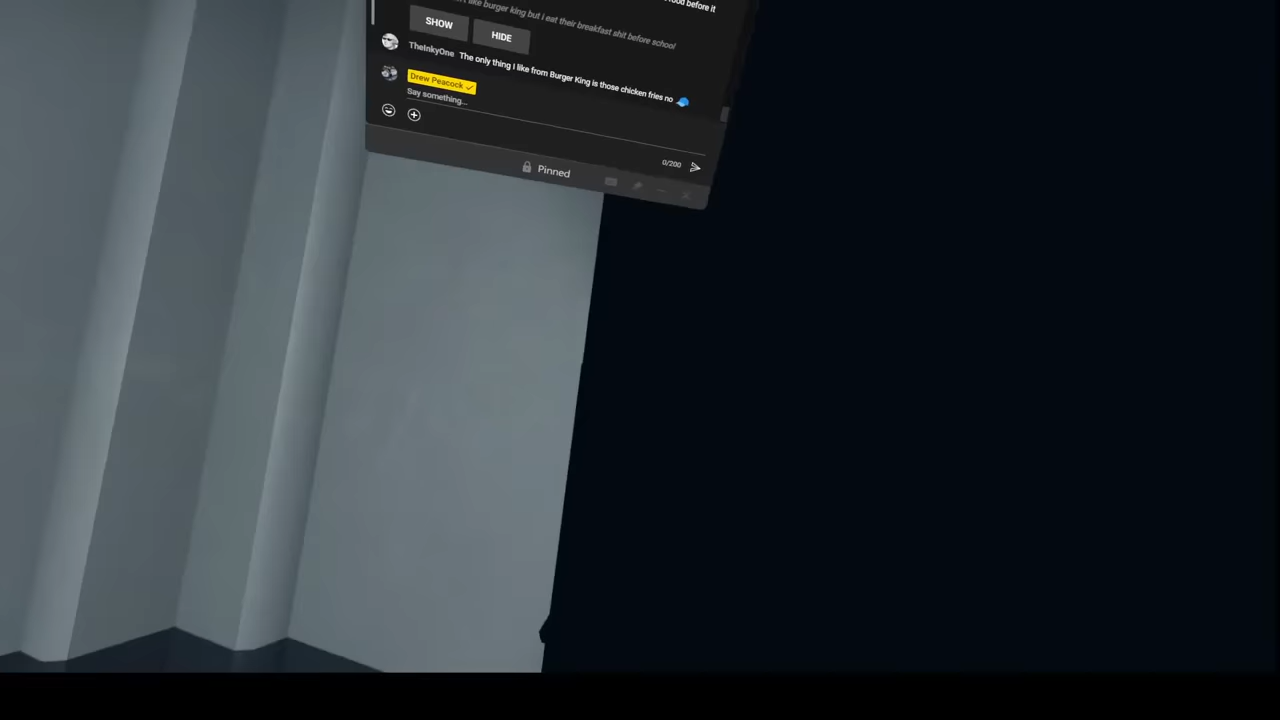 ood before it
like burger king but i eat their breakfast shit before school
SHOW
HIDE
TheInkyOne The only thing I like from Burger King is those chicken fries no
Drew Peacock
Say something...
0/200
Pinned